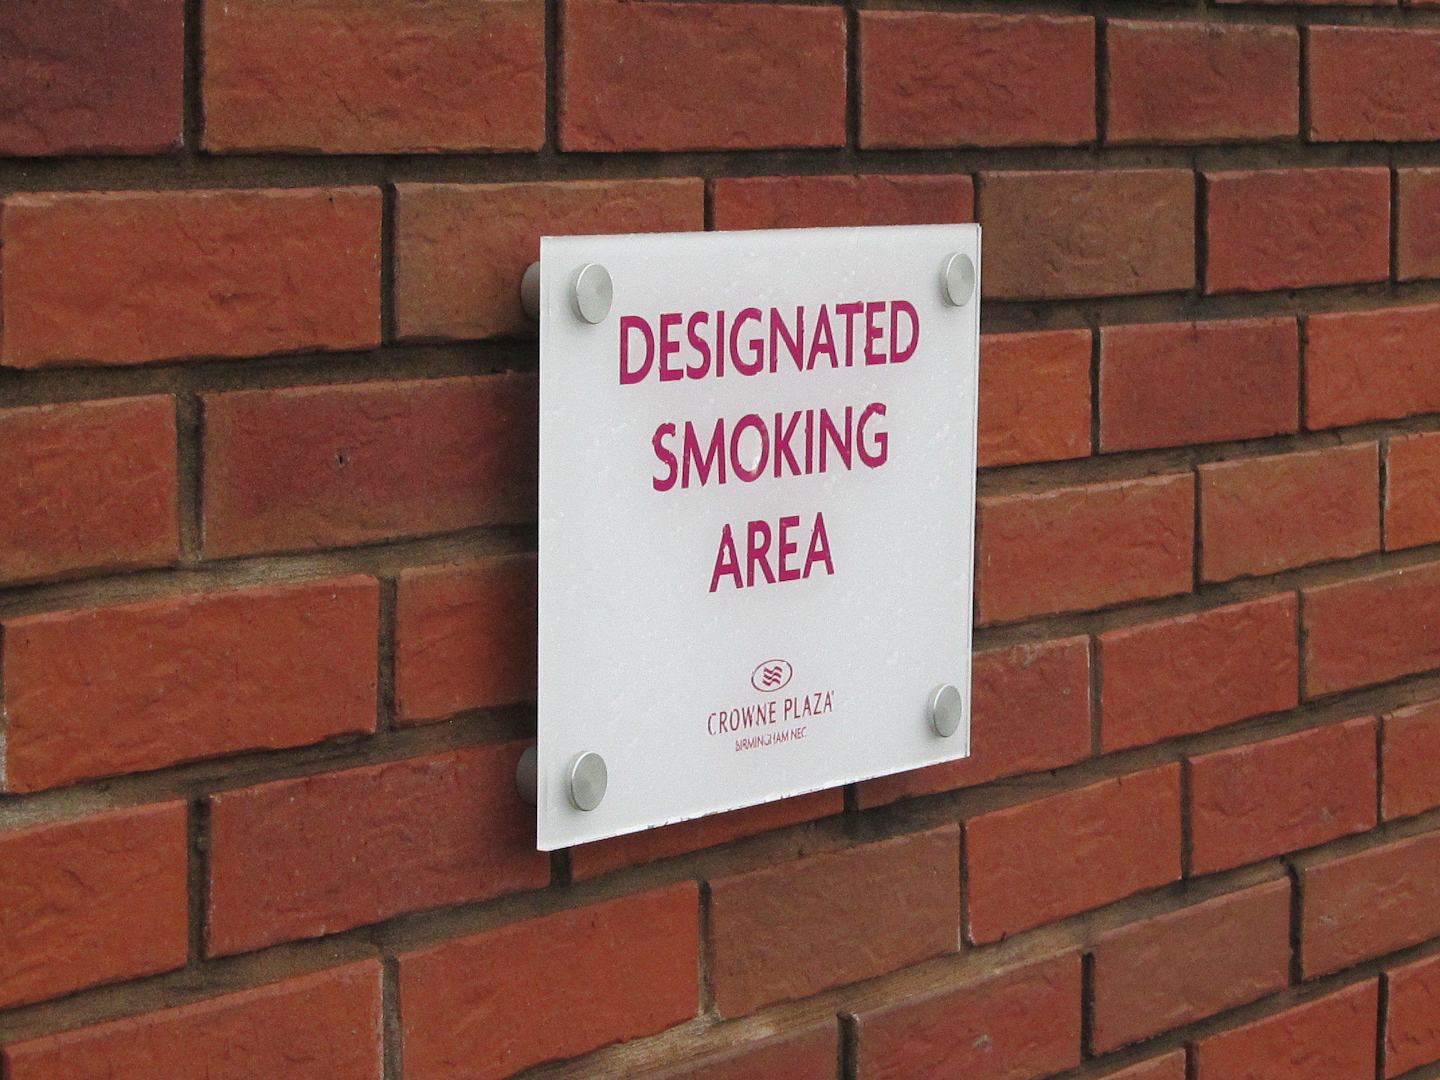 DESIGNATED
SMOKING
AREA
CROWNE PLAZA
BIRMINGHAM NEC